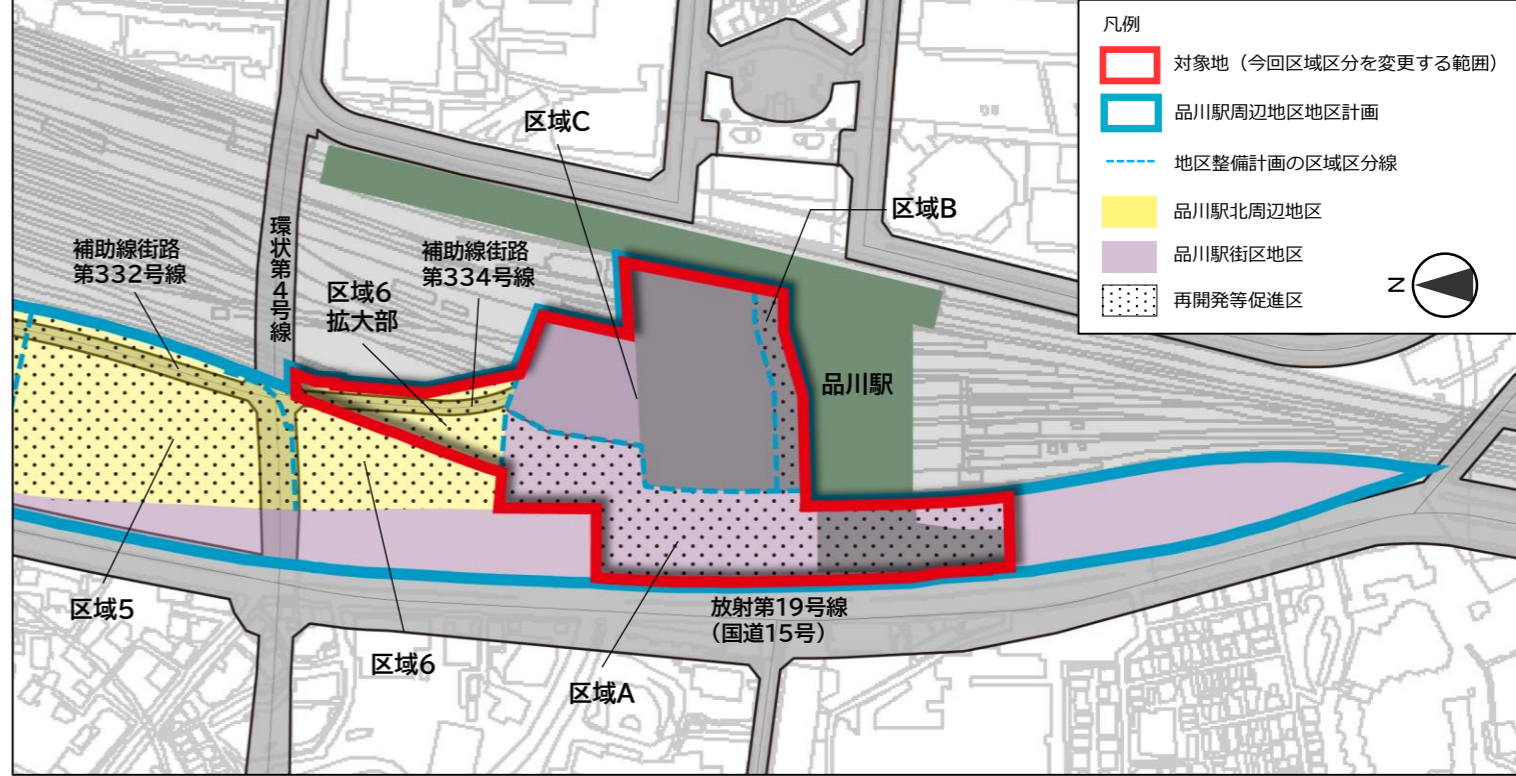 凡例
対象地（今回区域区分を変更する範囲）
品川駅周辺地区地区計画
地区整備計画の区域区分線
品川駅北周辺地区
品川駅街区地区
再開発等促進区
N
区域C
区域B
環状第4号線
補助線街路
第332号線
補助線街路
第334号線
区域6
拡大部
品川駅
区域5
放射第19号線
（国道15号）
区域6
区域A